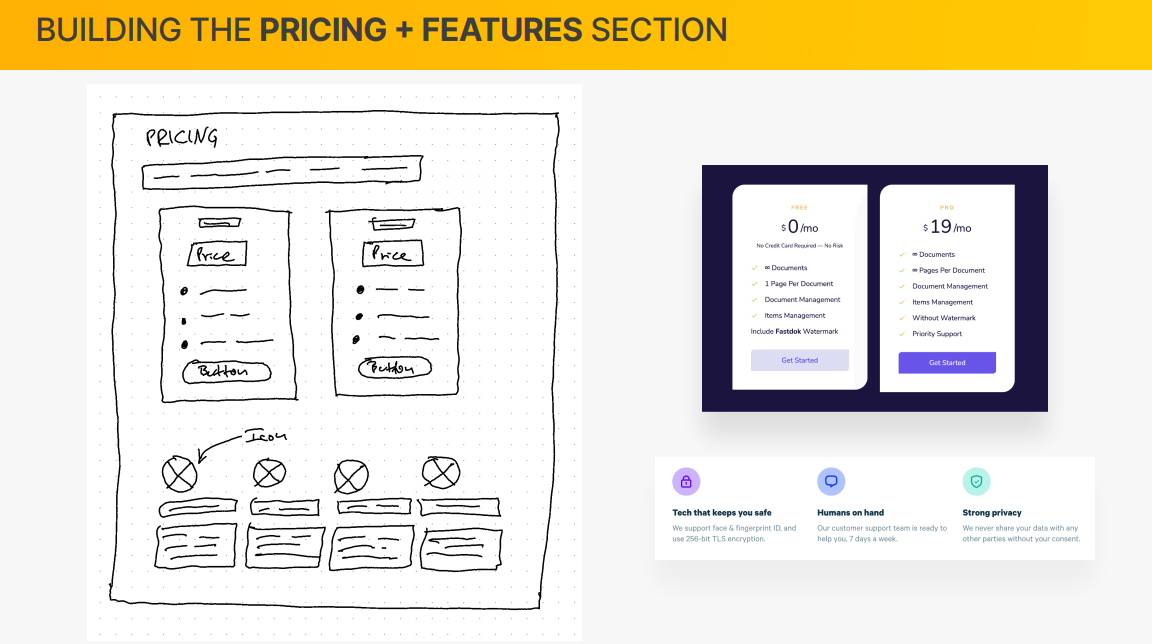 BUILDING THE PRICING + FEATURES SECTION
PRICING
Price
Button
Price
Button
Icon
FREE
$ 0 /mo
No Credit Card Required — No Risk
∞ Documents
1 Page Per Document
Document Management
Items Management
Include Fastdok Watermark
Get Started
PRO
$ 19 /mo
∞ Documents
∞ Pages Per Document
Document Management
Items Management
Without Watermark
Priority Support
Get Started
Tech that keeps you safe
We support face & fingerprint ID, and
use 256-bit TLS encryption.
Humans on hand
Our customer support team is ready to
help you, 7 days a week.
Strong privacy
We never share your data with any
other parties without your consent.